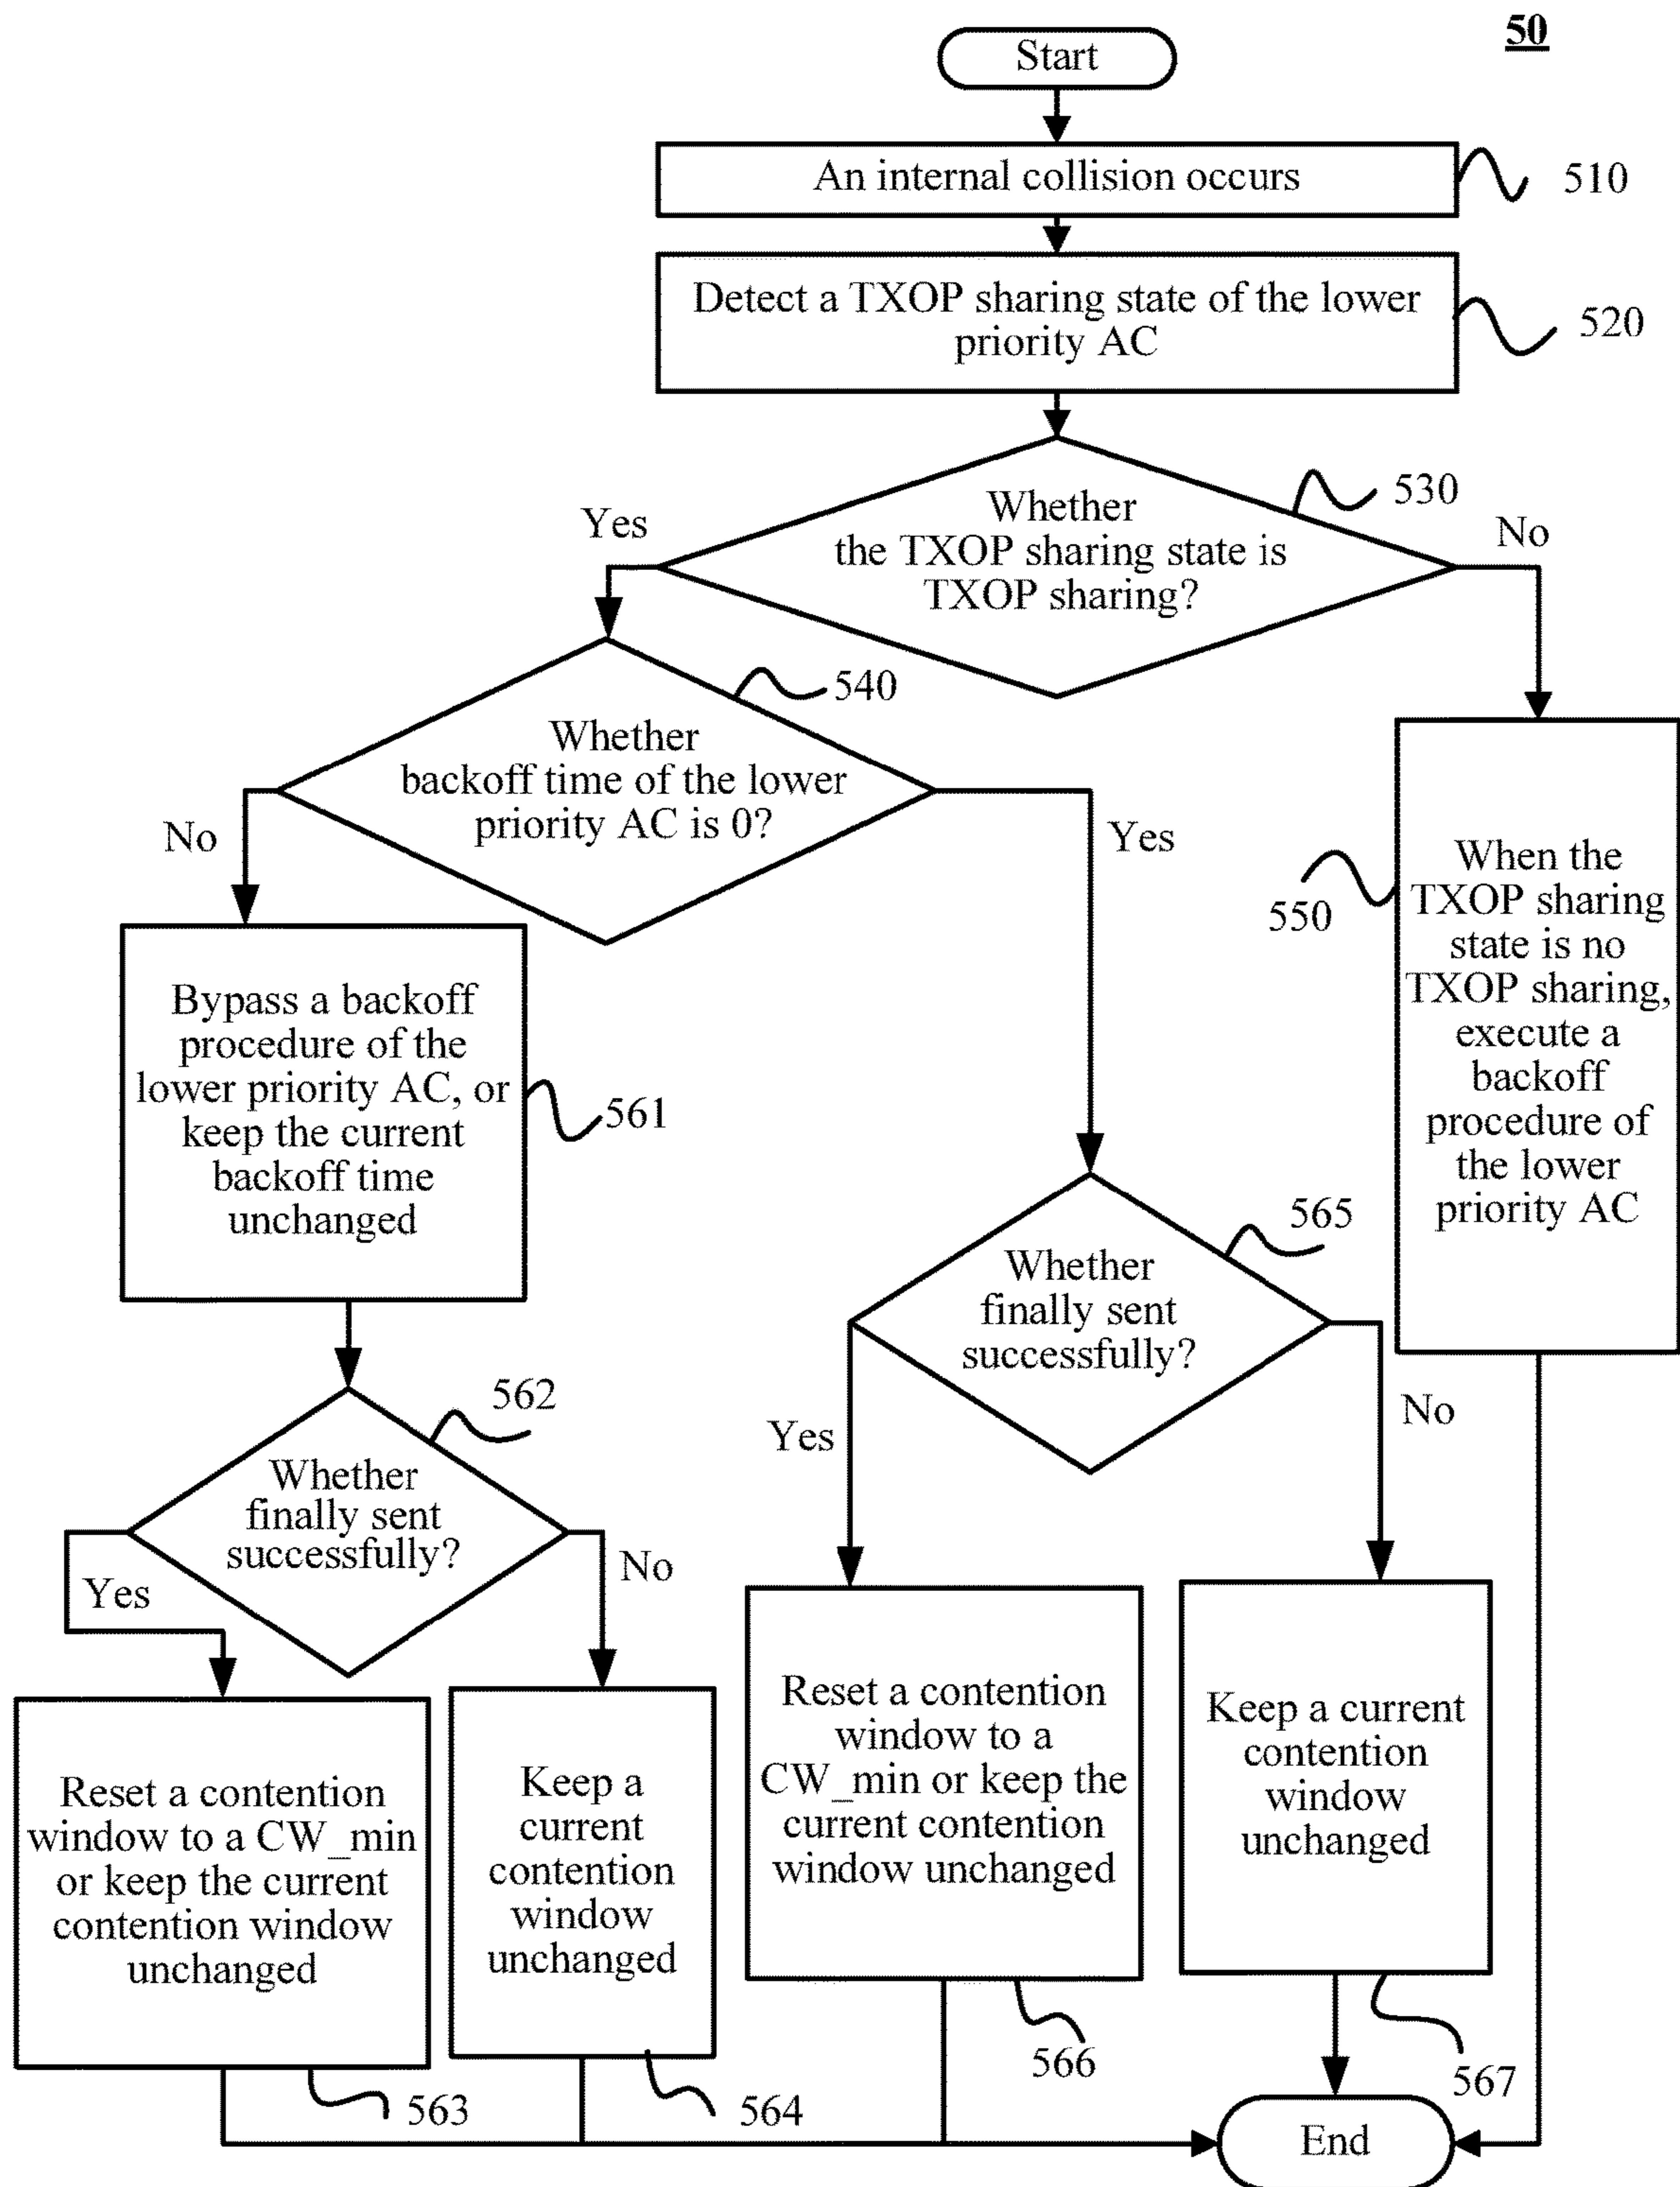 50
Start
An internal collision occurs
510
Detect a TXOP sharing state of the lower
priority AC
520
Whether
the TXOP sharing state is
TXOP sharing?
530
Yes
No
Whether
backoff time of the lower
priority AC is 0?
540
No
Yes
When the
TXOP sharing
state is no
TXOP sharing,
execute a
backoff
procedure of
the lower
priority AC
550
Bypass a backoff
procedure of the
lower priority AC, or
keep the current
backoff time
unchanged
561
Whether
finally sent
successfully?
565
Yes
No
Whether
finally sent
successfully?
562
Yes
No
Reset a contention
window to a CW_min
or keep the current
contention window
unchanged
563
Keep a
current
contention
window
unchanged
564
Reset a contention
window to a
CW_min or keep the
current contention
window unchanged
566
Keep a current
contention
window
unchanged
567
End